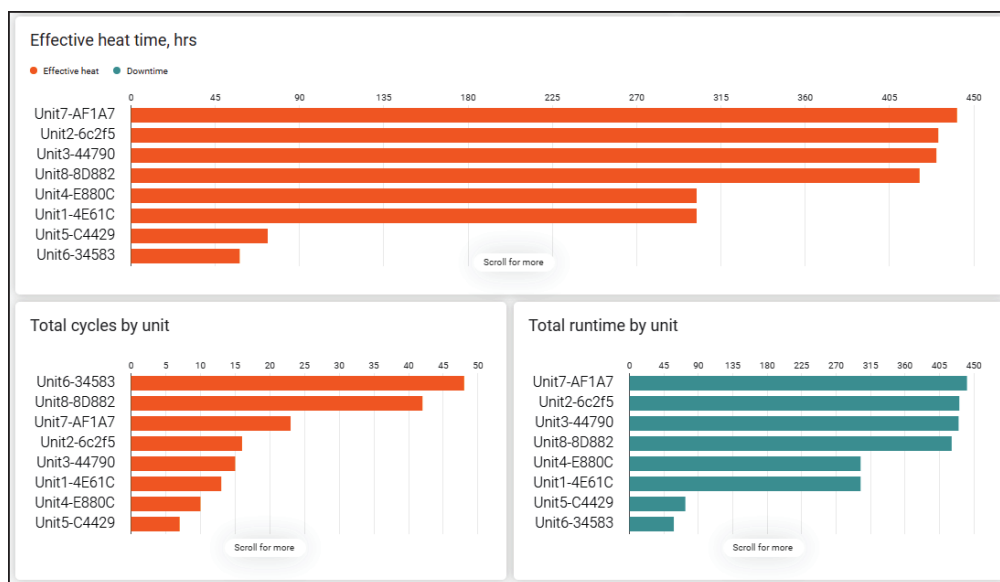 Effective heat time, hrs
Effective heat Downtime
0 45 90 135 180 225 270 315 360 405 450
Unit7-AF1A7
Unit2-6c2f5
Unit3-44790
Unit8-8D882
Unit4-E880C
Unit1-4E61C
Unit5-C4429
Unit6-34583
Scroll for more
Total cycles by unit
0 5 10 15 20 25 30 35 40 45 50
Unit6-34583
Unit8-8D882
Unit7-AF1A7
Unit2-6c2f5
Unit3-44790
Unit1-4E61C
Unit4-E880C
Unit5-C4429
Scroll for more
Total runtime by unit
0 45 90 135 180 225 270 315 360 405 450
Unit7-AF1A7
Unit2-6c2f5
Unit3-44790
Unit8-8D882
Unit4-E880C
Unit1-4E61C
Unit5-C4429
Unit6-34583
Scroll for more